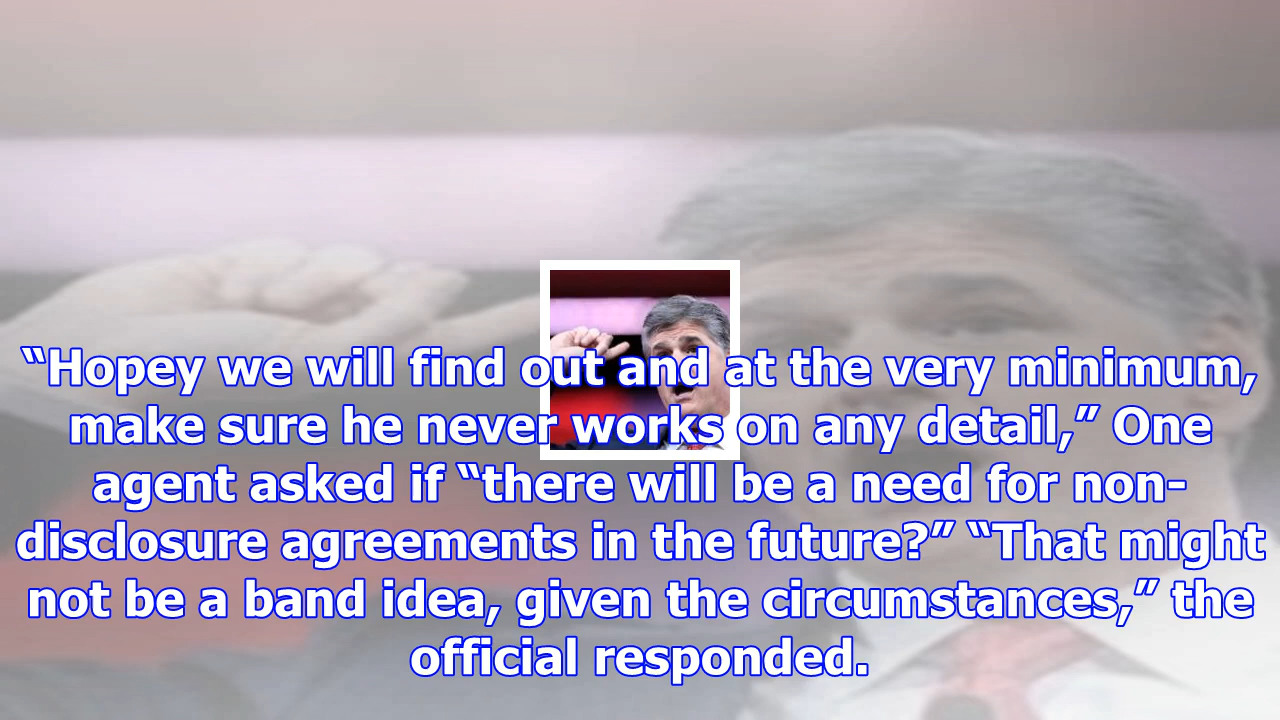 “Hopey we will find out and at the very minimum,
make sure he never works on any detail,” One
agent asked if “there will be a need for non-
disclosure agreements in the future?” “That might
not be a band idea, given the circumstances,” the
official responded.